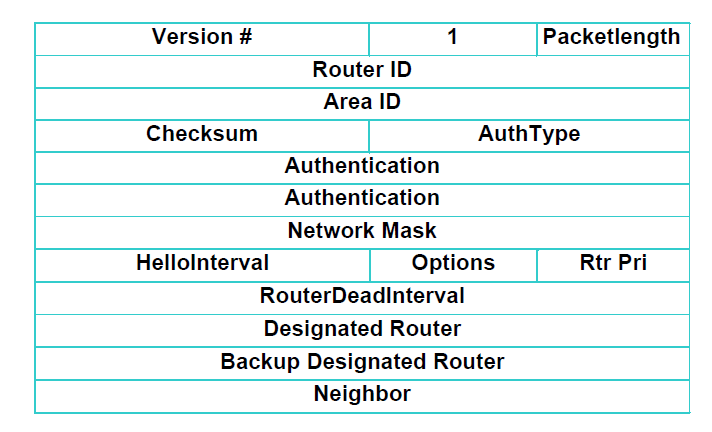 Version # 1 Packetlength
Router ID
Area ID
Checksum AuthType
Authentication
Authentication
Network Mask
HelloInterval Options Rtr Pri
RouterDeadInterval
Designated Router
Backup Designated Router
Neighbor